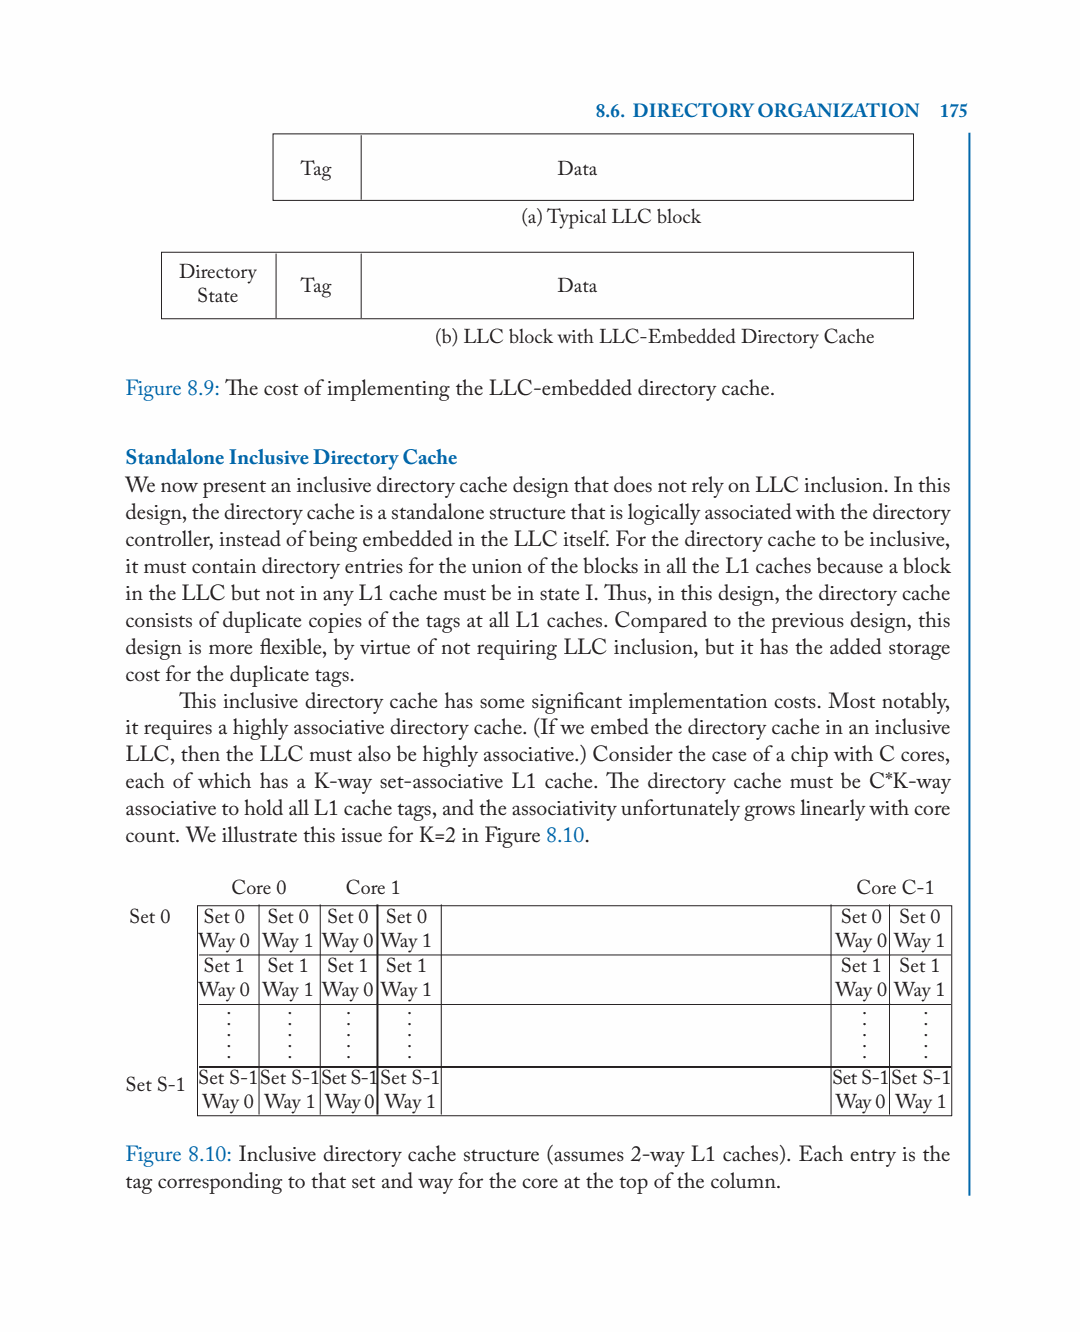 8.6. DIRECTORY ORGANIZATION 175
Tag Data
(a) Typical LLC block
Directory
State
Tag Data
(b) LLC block with LLC-Embedded Directory Cache
Figure 8.9: The cost of implementing the LLC-embedded directory cache.
Standalone Inclusive Directory Cache
We now present an inclusive directory cache design that does not rely on LLC inclusion. In this
design, the directory cache is a standalone structure that is logically associated with the directory
controller, instead of being embedded in the LLC itself. For the directory cache to be inclusive,
it must contain directory entries for the union of the blocks in all the L1 caches because a block
in the LLC but not in any L1 cache must be in state I. Thus, in this design, the directory cache
consists of duplicate copies of the tags at all L1 caches. Compared to the previous design, this
design is more flexible, by virtue of not requiring LLC inclusion, but it has the added storage
cost for the duplicate tags.
This inclusive directory cache has some significant implementation costs. Most notably,
it requires a highly associative directory cache. (If we embed the directory cache in an inclusive
LLC, then the LLC must also be highly associative.) Consider the case of a chip with C cores,
each of which has a K-way set-associative L1 cache. The directory cache must be C*K-way
associative to hold all L1 cache tags, and the associativity unfortunately grows linearly with core
count. We illustrate this issue for K=2 in Figure 8.10.
Core 0 Core 1 Core C-1
Set 0 Set 0 Set 0 Set 0 Set 0 Set 0 Set 0
Way 0 Way 1 Way 0 Way 1 Way 0 Way 1
Set 1 Set 1 Set 1 Set 1 Set 1 Set 1
Way 0 Way 1 Way 0 Way 1 Way 0 Way 1
Set S-1 Set S-1 Set S-1 Set S-1 Set S-1 Set S-1 Set S-1
Way 0 Way 1 Way 0 Way 1 Way 0 Way 1
Figure 8.10: Inclusive directory cache structure (assumes 2-way L1 caches). Each entry is the
tag corresponding to that set and way for the core at the top of the column.